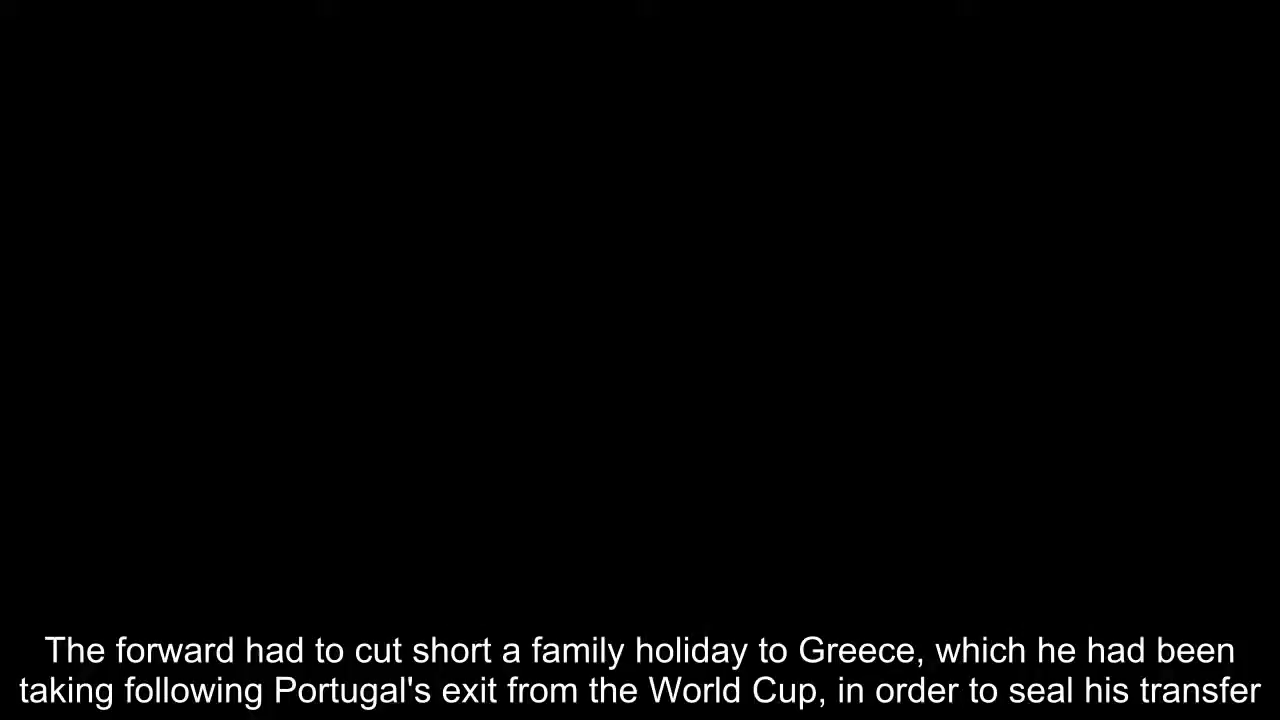 The forward had to cut short a family holiday to Greece, which he had been
taking following Portugal's exit from the World Cup, in order to seal his transfer